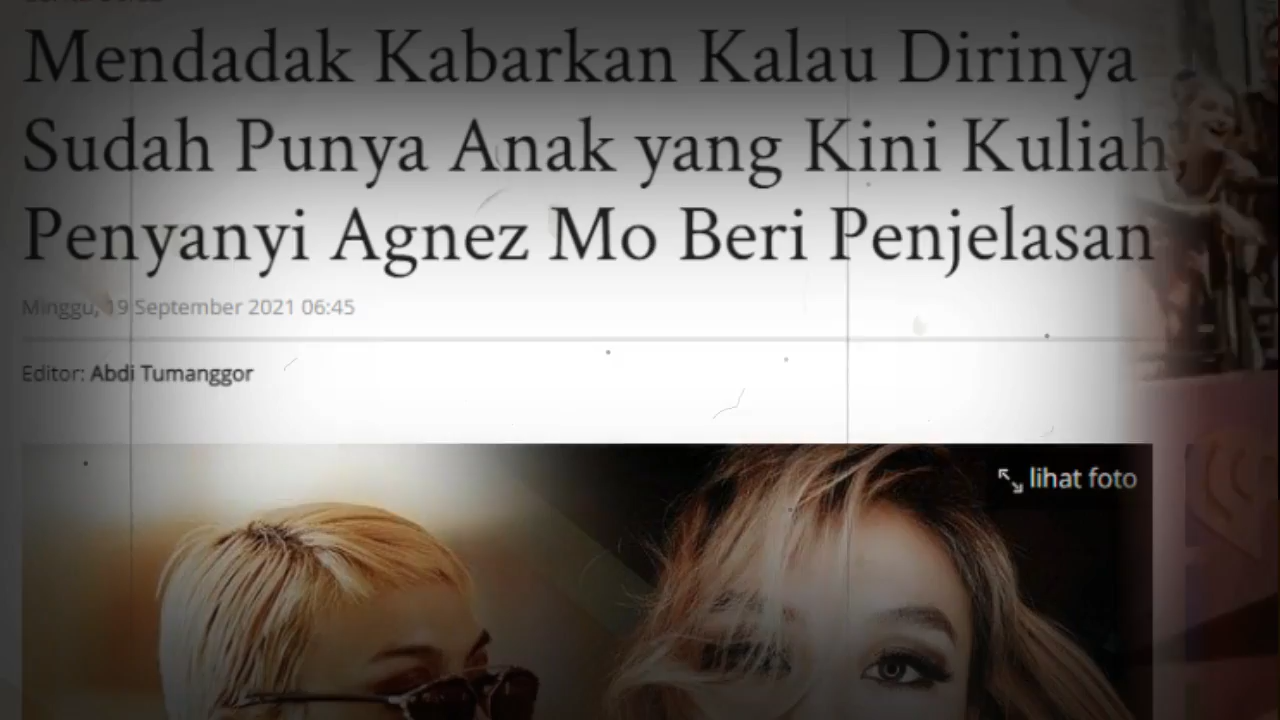 Mendadak Kabarkan Kalau Dirinya
Sudah Punya Anak yang Kini Kuliah
Penyanyi Agnez Mo Beri Penjelasan
Minggu, 19 September 2021 06:45
Editor: Abdi Tumanggor
lihat foto